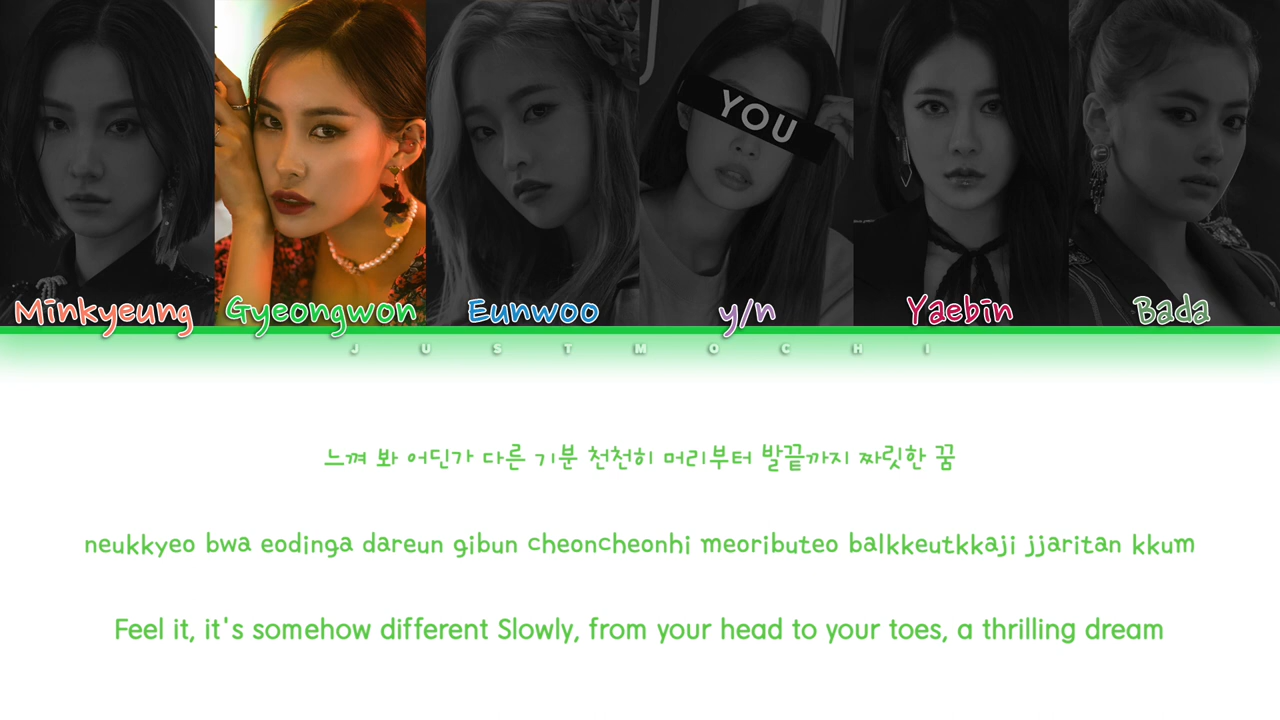 YOU
Minkyeung Gyeongwon Eunwoo y/n Yaebin Bada
J U S T M O C H I
느껴 봐 어딘가 다른 기분 천천히 머리부터 발끝까지 짜릿한 꿈
neukkyeo bwa eodinga dareun gibun cheoncheonhi meoributeo balkkeutkkaji jjaritan kkum
Feel it, it's somehow different Slowly, from your head to your toes, a thrilling dream